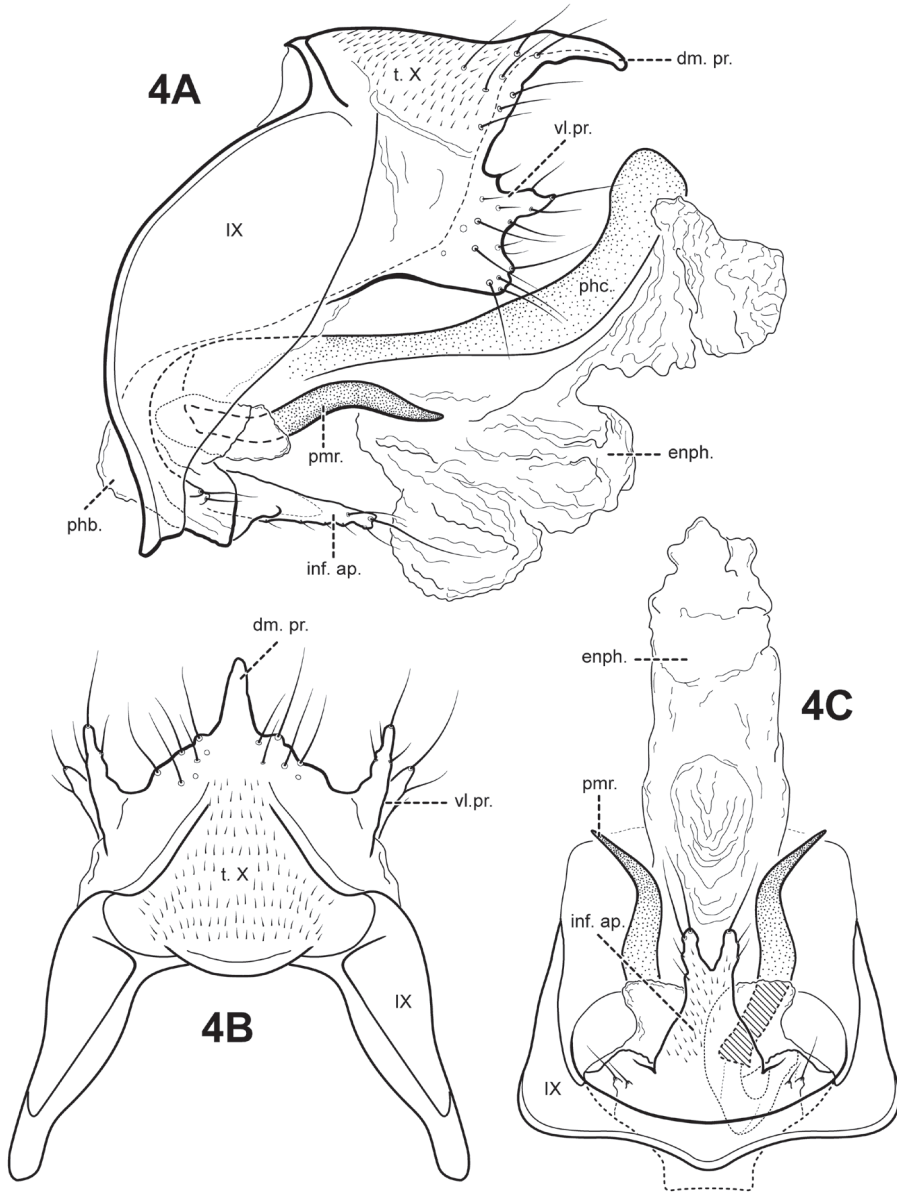 4A
t. X
dm. pr.
vl.pr.
IX
phc.
pmr.
enph.
phb.
inf. ap.
dm. pr.
enph.
4C
vl.pr.
pmr.
t. X
inf. ap.
IX
4B
IX